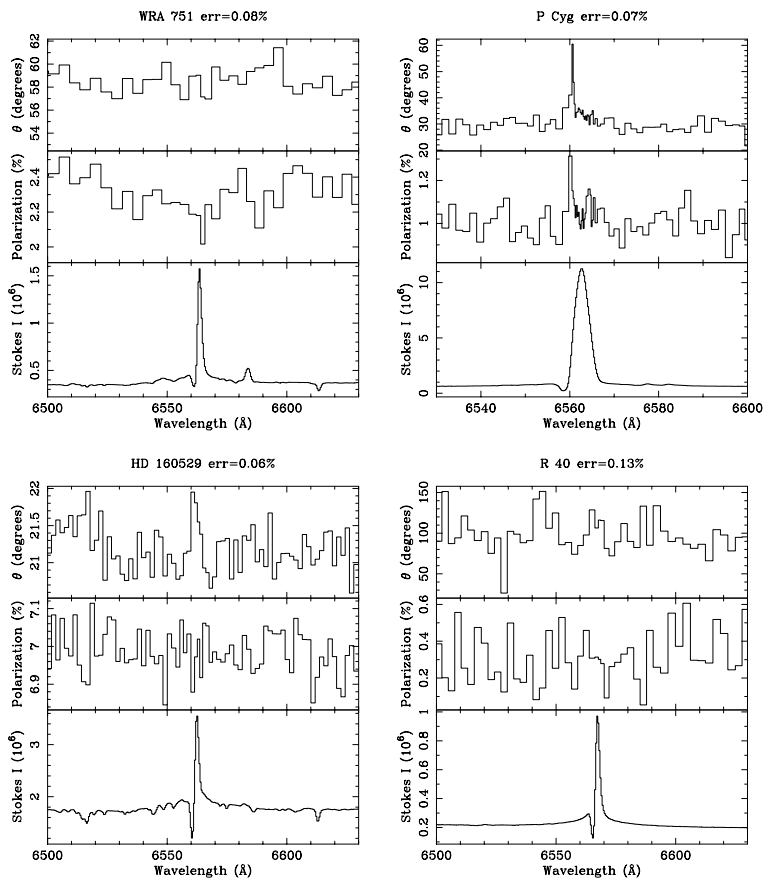 WRA 751 err=0.08%
θ (degrees)
62
60
58
56
54
Polarization (%)
2.4
2.2
2
Stokes I (10⁶)
1.5
1
0.5
6500
6550
6600
Wavelength (Å)
P Cyg err=0.07%
θ (degrees)
60
50
40
30
20
Polarization (%)
1.20
1.2
1
Stokes I (10⁶)
10
5
0
6540
6560
6580
6600
Wavelength (Å)
HD 160529 err=0.06%
θ (degrees)
22
21.5
21
Polarization (%)
7.1
7
6.9
Stokes I (10⁶)
3
2
6500
6550
6600
Wavelength (Å)
R 40 err=0.13%
θ (degrees)
150
100
50
Polarization (%)
0.6
0.4
0.2
Stokes I (10⁶)
1
0.8
0.6
0.4
0.2
6500
6550
6600
Wavelength (Å)